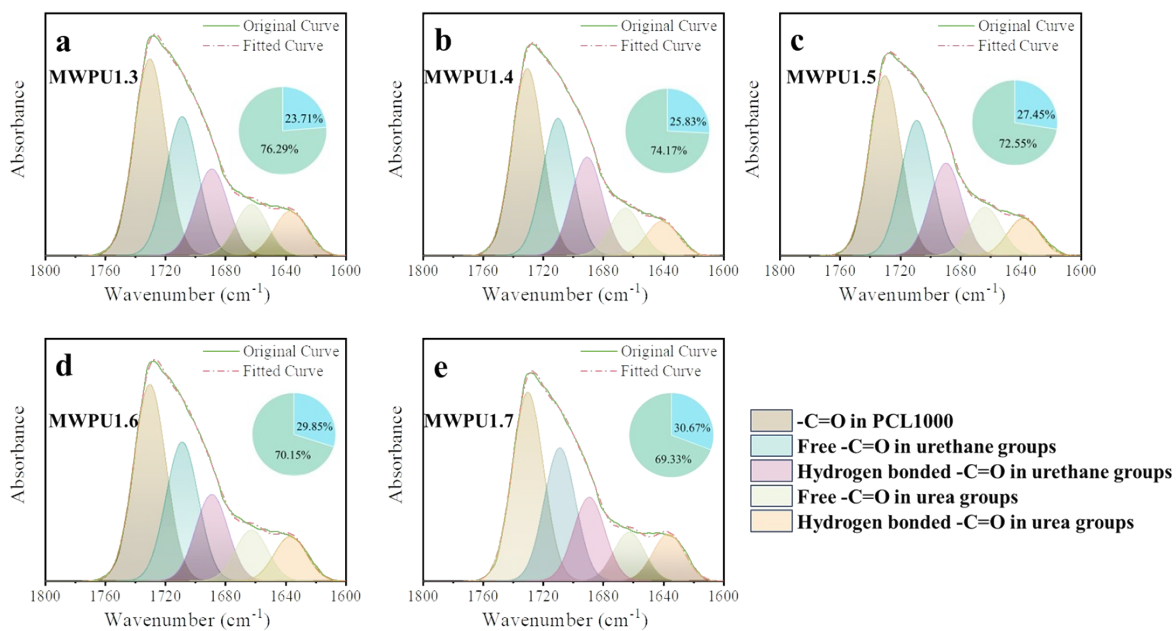 a
MWPU1.3
Original Curve
Fitted Curve
23.71%
76.29%
Absorbance
1800 1760 1720 1680 1640 1600
Wavenumber (cm-1)
b
MWPU1.4
Original Curve
Fitted Curve
25.83%
74.17%
Absorbance
1800 1760 1720 1680 1640 1600
Wavenumber (cm-1)
c
MWPU1.5
Original Curve
Fitted Curve
27.45%
72.55%
Absorbance
1800 1760 1720 1680 1640 1600
Wavenumber (cm-1)
d
MWPU1.6
Original Curve
Fitted Curve
29.85%
70.15%
Absorbance
1800 1760 1720 1680 1640 1600
Wavenumber (cm-1)
e
MWPU1.7
Original Curve
Fitted Curve
30.67%
69.33%
Absorbance
1800 1760 1720 1680 1640 1600
Wavenumber (cm-1)
-C=O in PCL1000
Free -C=O in urethane groups
Hydrogen bonded -C=O in urethane groups
Free -C=O in urea groups
Hydrogen bonded -C=O in urea groups